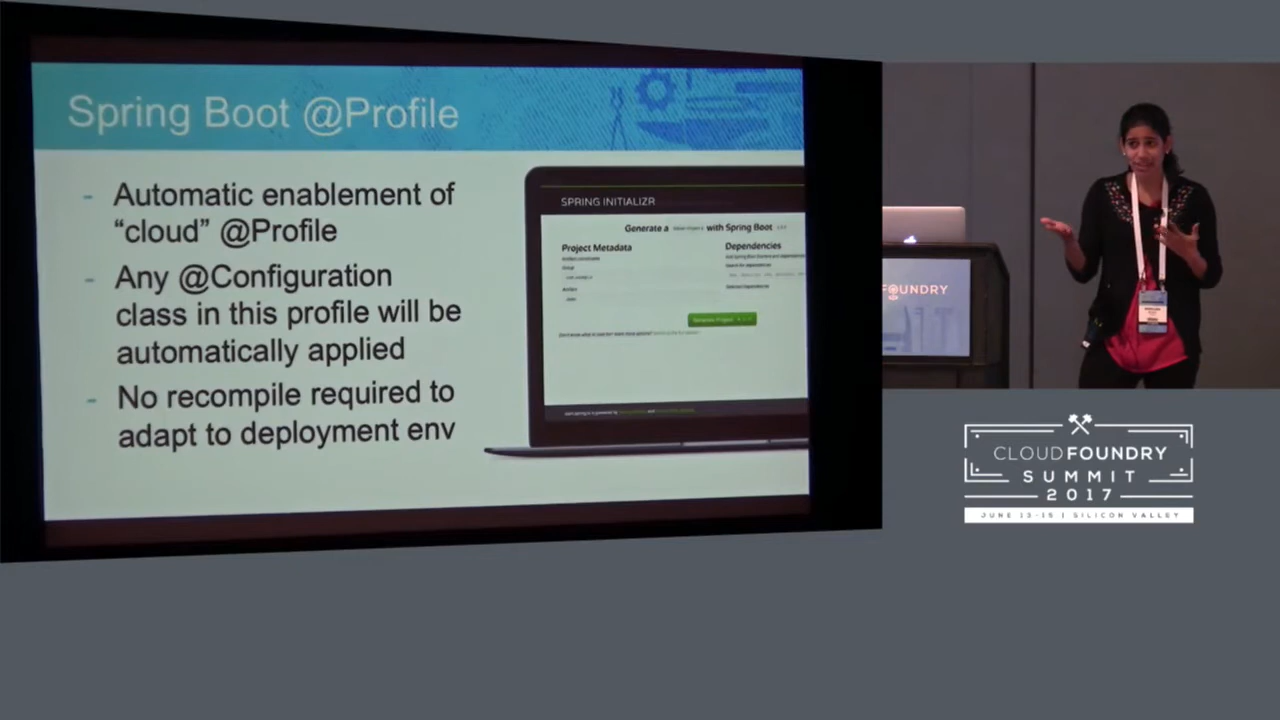 Spring Boot @Profile
- Automatic enablement of
“cloud” @Profile
- Any @Configuration
class in this profile will be
automatically applied
- No recompile required to
adapt to deployment env
SPRING INITIALIZR
Generate a
with Spring Boot
Project Metadata
Dependencies
Generate Project
FOUNDRY
CLOUD FOUNDRY
SUMMIT
2017
JUNE 13-15 | SILICON VALLEY